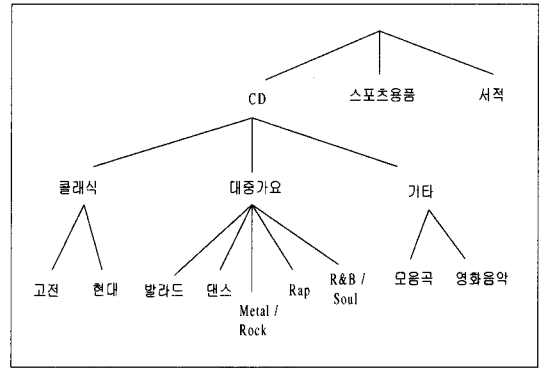 CD
스포츠용품
서적
클래식
대중가요
기타
고전
현대
발라드
댄스
Metal /
Rock
Rap
R&B /
Soul
모음곡
영화음악